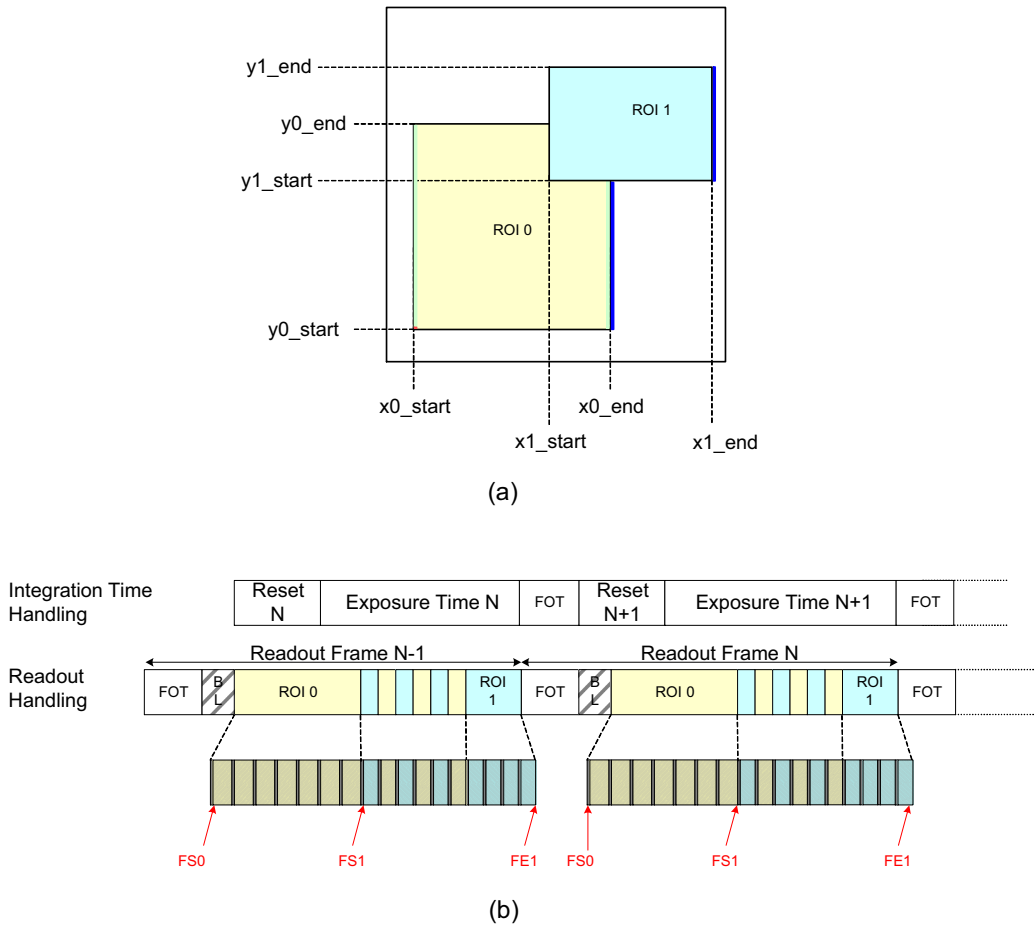 y1_end
ROI 1
y0_end
y1_start
ROI 0
y0_start
x0_start
x0_end
x1_start
x1_end
(a)
Integration Time
Handling
Reset
N
Exposure Time N
FOT
Reset
N+1
Exposure Time N+1
FOT
Readout Frame N-1
Readout Frame N
Readout
Handling
FOT
B
L
ROI 0
ROI
1
FOT
B
L
ROI 0
ROI
1
FOT
FS0
FS1
FE1
FS0
FS1
FE1
(b)